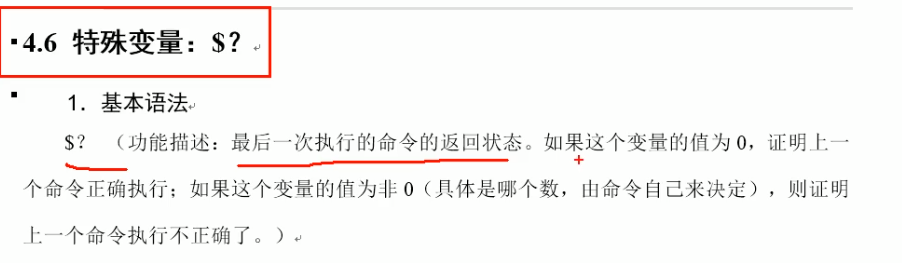 4.6 特殊变量：$?
1．基本语法
$? （功能描述：最后一次执行的命令的返回状态。如果这个变量的值为 0，证明上一
个命令正确执行；如果这个变量的值为非 0（具体是哪个数，由命令自己来决定），则证明
上一个命令执行不正确了。）